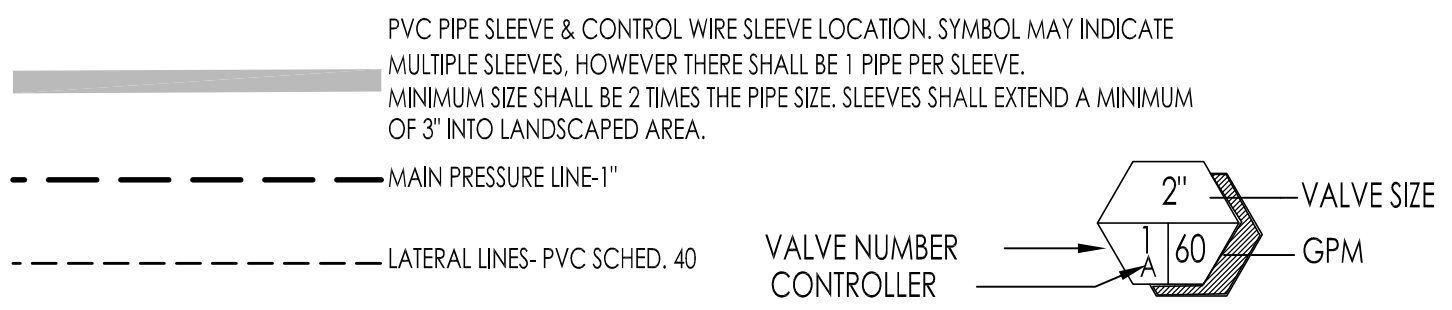 PVC PIPE SLEEVE & CONTROL WIRE SLEEVE LOCATION. SYMBOL MAY INDICATE
MULTIPLE SLEEVES, HOWEVER THERE SHALL BE 1 PIPE PER SLEEVE.
MINIMUM SIZE SHALL BE 2 TIMES THE PIPE SIZE. SLEEVES SHALL EXTEND A MINIMUM
OF 3" INTO LANDSCAPED AREA.
MAIN PRESSURE LINE-1"
LATERAL LINES- PVC SCHED. 40
VALVE NUMBER
CONTROLLER
2"
1
A
60
VALVE SIZE
GPM